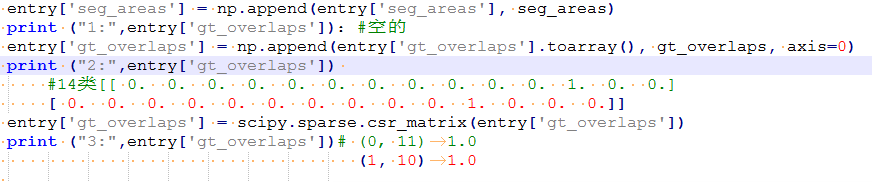 entry['seg_areas'] = np.append(entry['seg_areas'], seg_areas)
print ("1:",entry['gt_overlaps']): #空的
entry['gt_overlaps'] = np.append(entry['gt_overlaps'].toarray(), gt_overlaps, axis=0)
print ("2:",entry['gt_overlaps'])
#14类[[ 0. 0. 0. 0. 0. 0. 0. 0. 0. 0. 0. 1. 0. 0.]
[ 0. 0. 0. 0. 0. 0. 0. 0. 0. 0. 1. 0. 0. 0.]]
entry['gt_overlaps'] = scipy.sparse.csr_matrix(entry['gt_overlaps'])
print ("3:",entry['gt_overlaps'])# (0, 11)→1.0
(1, 10)→1.0